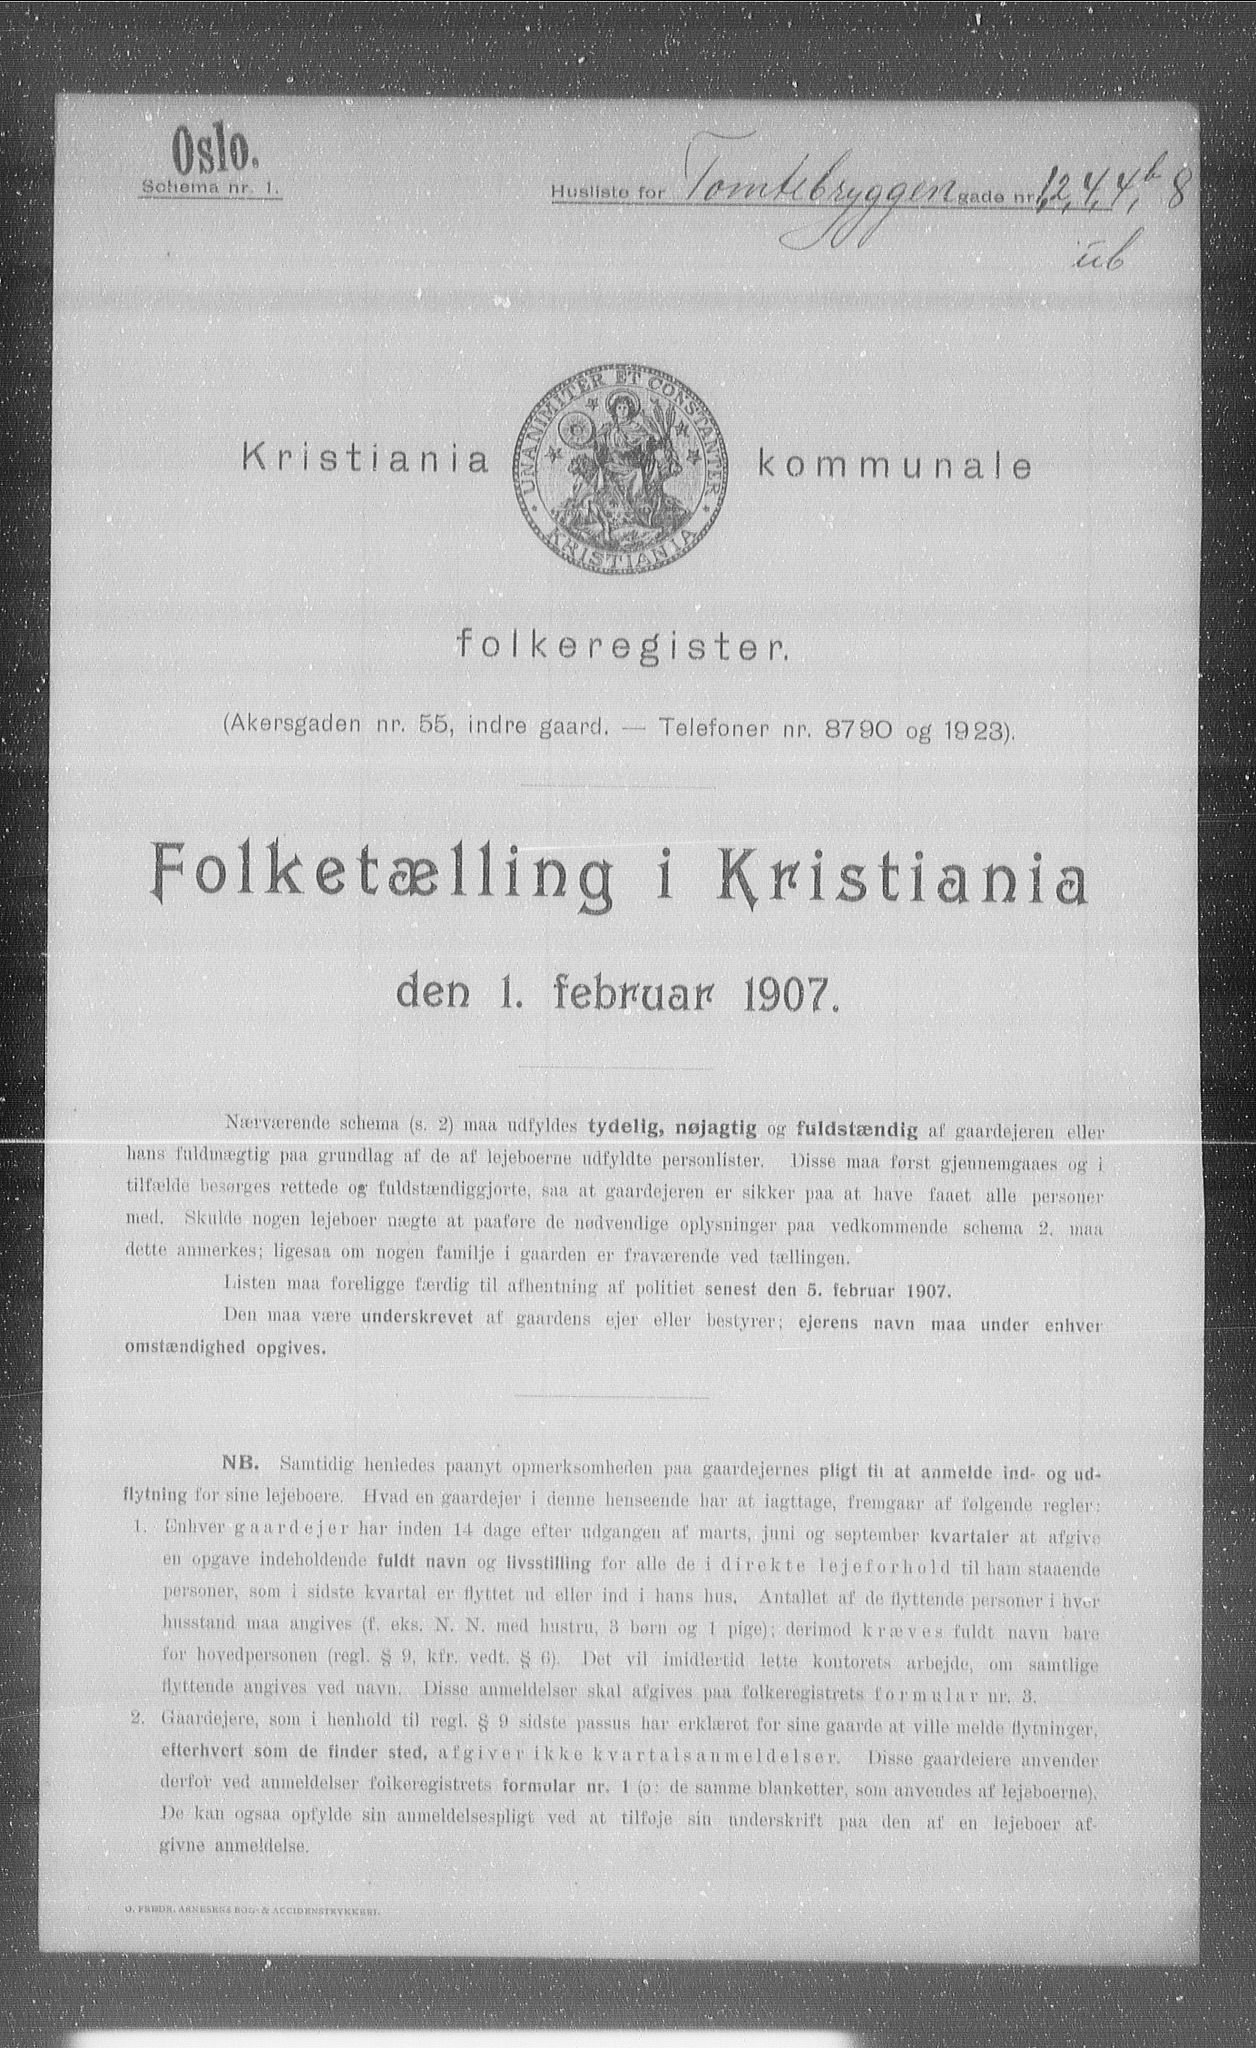 Oslo.
Schema nr. 1.
Husliste for Tomtebryggen gade nr. 1,2,4,4b, 8
ub
UNANIMITER ET CONSTANTER
KRISTIANIA
Kristiania kommunale
folkeregister.
(Akersgaden nr. 55, indre gaard. — Telefoner nr. 8790 og 1923).
Folketælling i Kristiania
den 1. februar 1907.
Nærværende schema (s. 2) maa udfyldes tydelig, nøjagtig og fuldstændig af gaardejeren eller
hans fuldmægtig paa grundlag af de af lejeboerne udfyldte personlister. Disse maa først gjennemgaaes og i
tilfælde besørges rettede og fuldstændiggjorte, saa at gaardejeren er sikker paa at have faaet alle personer
med. Skulde nogen lejeboer nægte at paaføre de nødvendige oplysninger paa vedkommende schema 2, maa
dette anmerkes; ligesaa om nogen familje i gaarden er fraværende ved tællingen.
Listen maa foreligge færdig til afhentning af politiet senest den 5. februar 1907.
Den maa være underskrevet af gaardens ejer eller bestyrer; ejerens navn maa under enhver
omstændighed opgives.
NB. Samtidig henledes paanyt opmerksomheden paa gaardejernes pligt til at anmelde ind- og ud-
flytning for sine lejeboere. Hvad en gaardejer i denne henseende har at iagttage, fremgaar af følgende regler:
1. Enhver gaardejer har inden 14 dage efter udgangen af marts, juni og september kvartaler at afgive
en opgave indeholdende fuldt navn og livsstilling for alle de i direkte lejeforhold til ham staaende
personer, som i sidste kvartal er flyttet ud eller ind i hans hus. Antallet af de flyttende personer i hver
husstand maa angives (f. eks. N. N. med hustru, 3 børn og 1 pige); derimod kræves fuldt navn bare
for hovedpersonen (regl. § 9, kfr. vedt. § 6). Det vil imidlertid lette kontorets arbejde, om samtlige
flyttende angives ved navn. Disse anmeldelser skal afgives paa folkeregistrets formular nr. 3.
2. Gaardejere, som i henhold til regl. § 9 sidste passus har erklæret for sine gaarde at ville melde flytninger,
efterhvert som de finder sted, afgiver ikke kvartalsanmeldelser. Disse gaardeiere anvender
derfor ved anmeldelser folkeregistrets formular nr. 1 (ɔ: de samme blanketter, som anvendes af lejeboerne).
De kan ogsaa opfylde sin anmeldelsespligt ved at tilføje sin underskrift paa den af en lejeboer af-
givne anmeldelse.
O. FREDR. ARNESENS BOG- & ACCIDENSTRYKKERI.